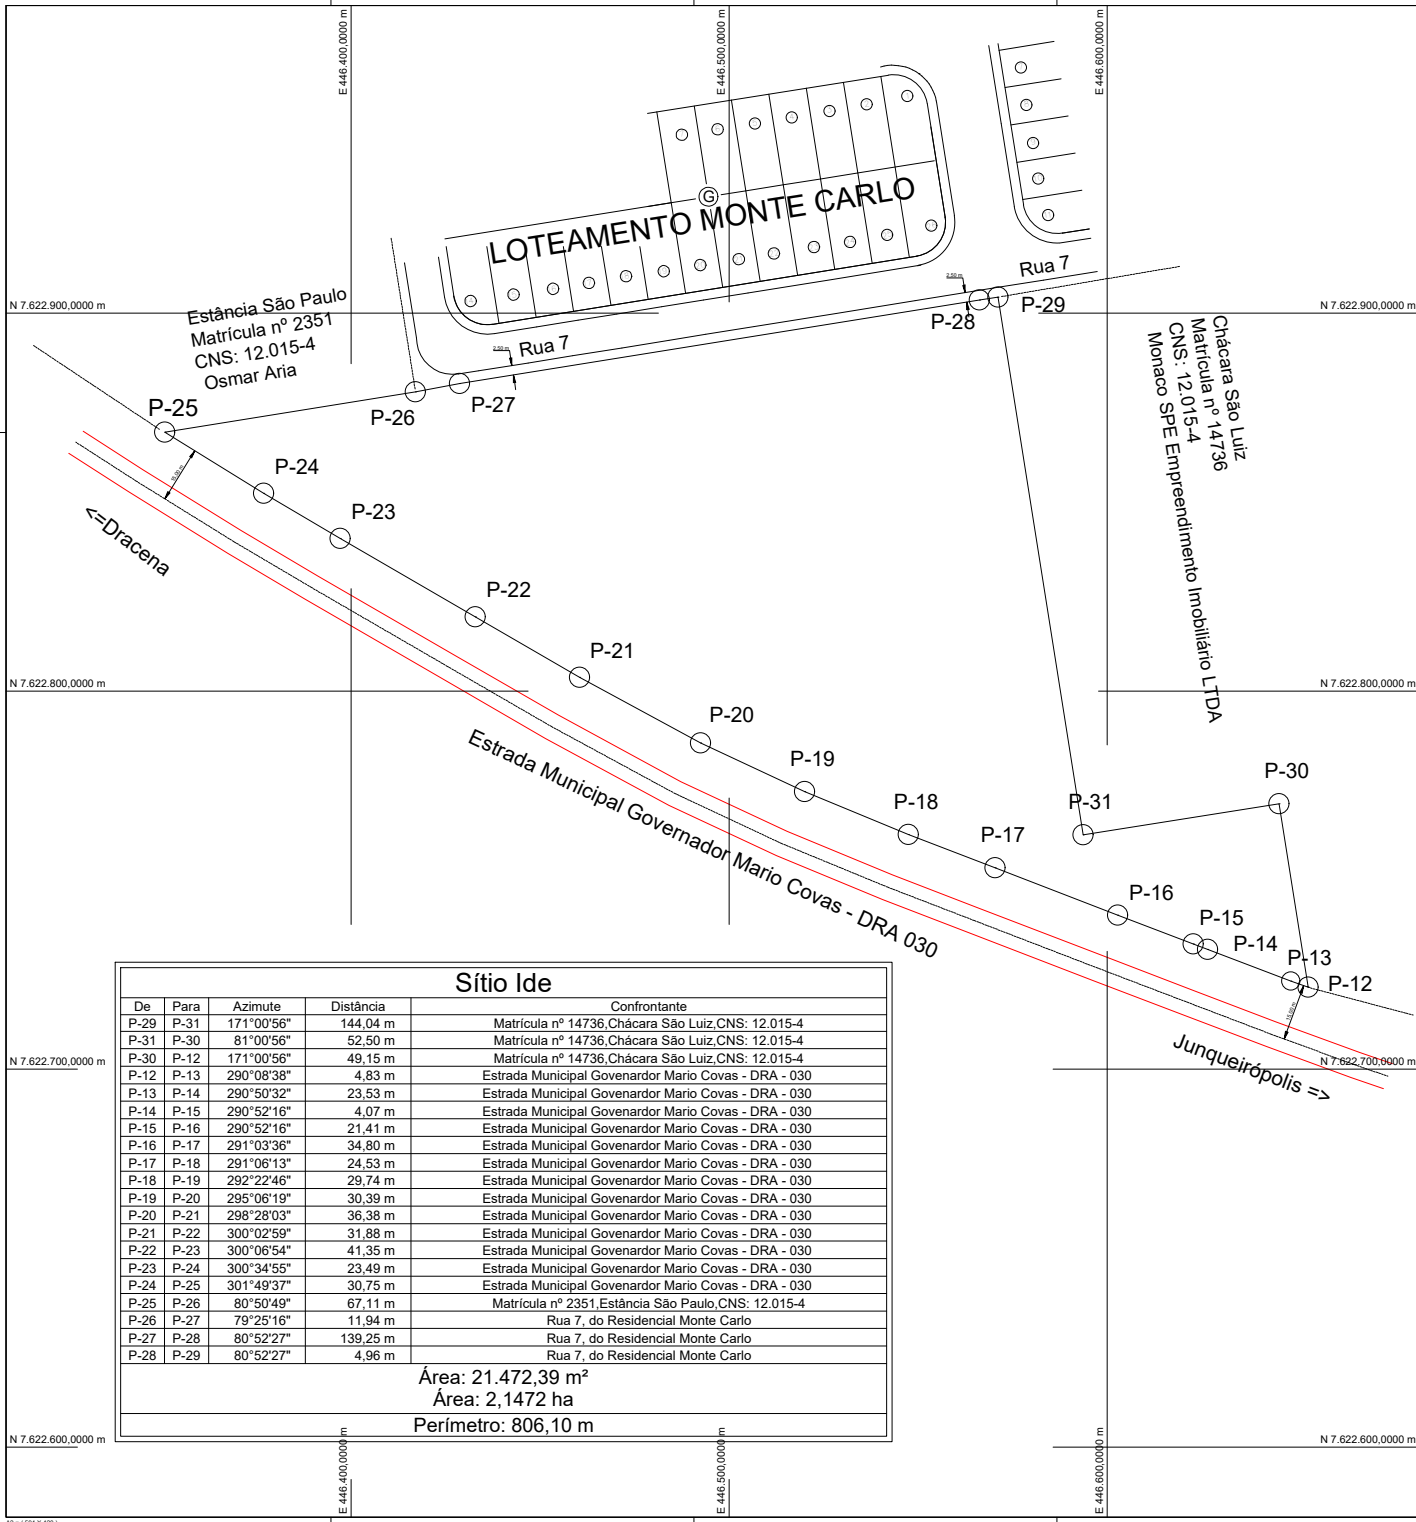 E 446.400,0000 m
E 446.500,0000 m
E 446.600,0000 m
LOTEAMENTO MONTE CARLO
G
Rua 7
2.50 m
N 7.622.900,0000 m
N 7.622.900,0000 m
Estância São Paulo
Matrícula nº 2351
CNS: 12.015-4
Osmar Aria
P-28
P-29
2.50 m
Rua 7
Chácara São Luiz
Matrícula nº 14736
CNS: 12.015-4
Monaco SPE Empreendimento Imobiliário LTDA
P-25
P-26
P-27
P-24
P-23
<=Dracena
P-22
P-21
N 7.622.800,0000 m
N 7.622.800,0000 m
P-20
P-19
P-18
P-17
P-31
P-30
Estrada Municipal Governador Mario Covas - DRA 030
P-16
P-15
P-14
P-13
P-12
Junqueirópolis =>
N 7.622.700,0000 m
N 7.622.700,0000 m
Sítio Ide
De Para Azimute Distância Confrontante
P-29 P-31 171°00'56" 144,04 m Matrícula nº 14736,Chácara São Luiz,CNS: 12.015-4
P-31 P-30 81°00'56" 52,50 m Matrícula nº 14736,Chácara São Luiz,CNS: 12.015-4
P-30 P-12 171°00'56" 49,15 m Matrícula nº 14736,Chácara São Luiz,CNS: 12.015-4
P-12 P-13 290°08'38" 4,83 m Estrada Municipal Govenardor Mario Covas - DRA - 030
P-13 P-14 290°50'32" 23,53 m Estrada Municipal Govenardor Mario Covas - DRA - 030
P-14 P-15 290°52'16" 4,07 m Estrada Municipal Govenardor Mario Covas - DRA - 030
P-15 P-16 290°52'16" 21,41 m Estrada Municipal Govenardor Mario Covas - DRA - 030
P-16 P-17 291°03'36" 34,80 m Estrada Municipal Govenardor Mario Covas - DRA - 030
P-17 P-18 291°06'13" 24,53 m Estrada Municipal Govenardor Mario Covas - DRA - 030
P-18 P-19 292°22'46" 29,74 m Estrada Municipal Govenardor Mario Covas - DRA - 030
P-19 P-20 295°06'19" 30,39 m Estrada Municipal Govenardor Mario Covas - DRA - 030
P-20 P-21 298°28'03" 36,38 m Estrada Municipal Govenardor Mario Covas - DRA - 030
P-21 P-22 300°02'59" 31,88 m Estrada Municipal Govenardor Mario Covas - DRA - 030
P-22 P-23 300°06'54" 41,35 m Estrada Municipal Govenardor Mario Covas - DRA - 030
P-23 P-24 300°34'55" 23,49 m Estrada Municipal Govenardor Mario Covas - DRA - 030
P-24 P-25 301°49'37" 30,75 m Estrada Municipal Govenardor Mario Covas - DRA - 030
P-25 P-26 80°50'49" 67,11 m Matrícula nº 2351,Estância São Paulo,CNS: 12.015-4
P-26 P-27 79°25'16" 11,94 m Rua 7, do Residencial Monte Carlo
P-27 P-28 80°52'27" 139,25 m Rua 7, do Residencial Monte Carlo
P-28 P-29 80°52'27" 4,96 m Rua 7, do Residencial Monte Carlo
Área: 21.472,39 m²
Área: 2,1472 ha
Perímetro: 806,10 m
N 7.622.600,0000 m
N 7.622.600,0000 m
E 446.400,0000 m
E 446.500,0000 m
E 446.600,0000 m